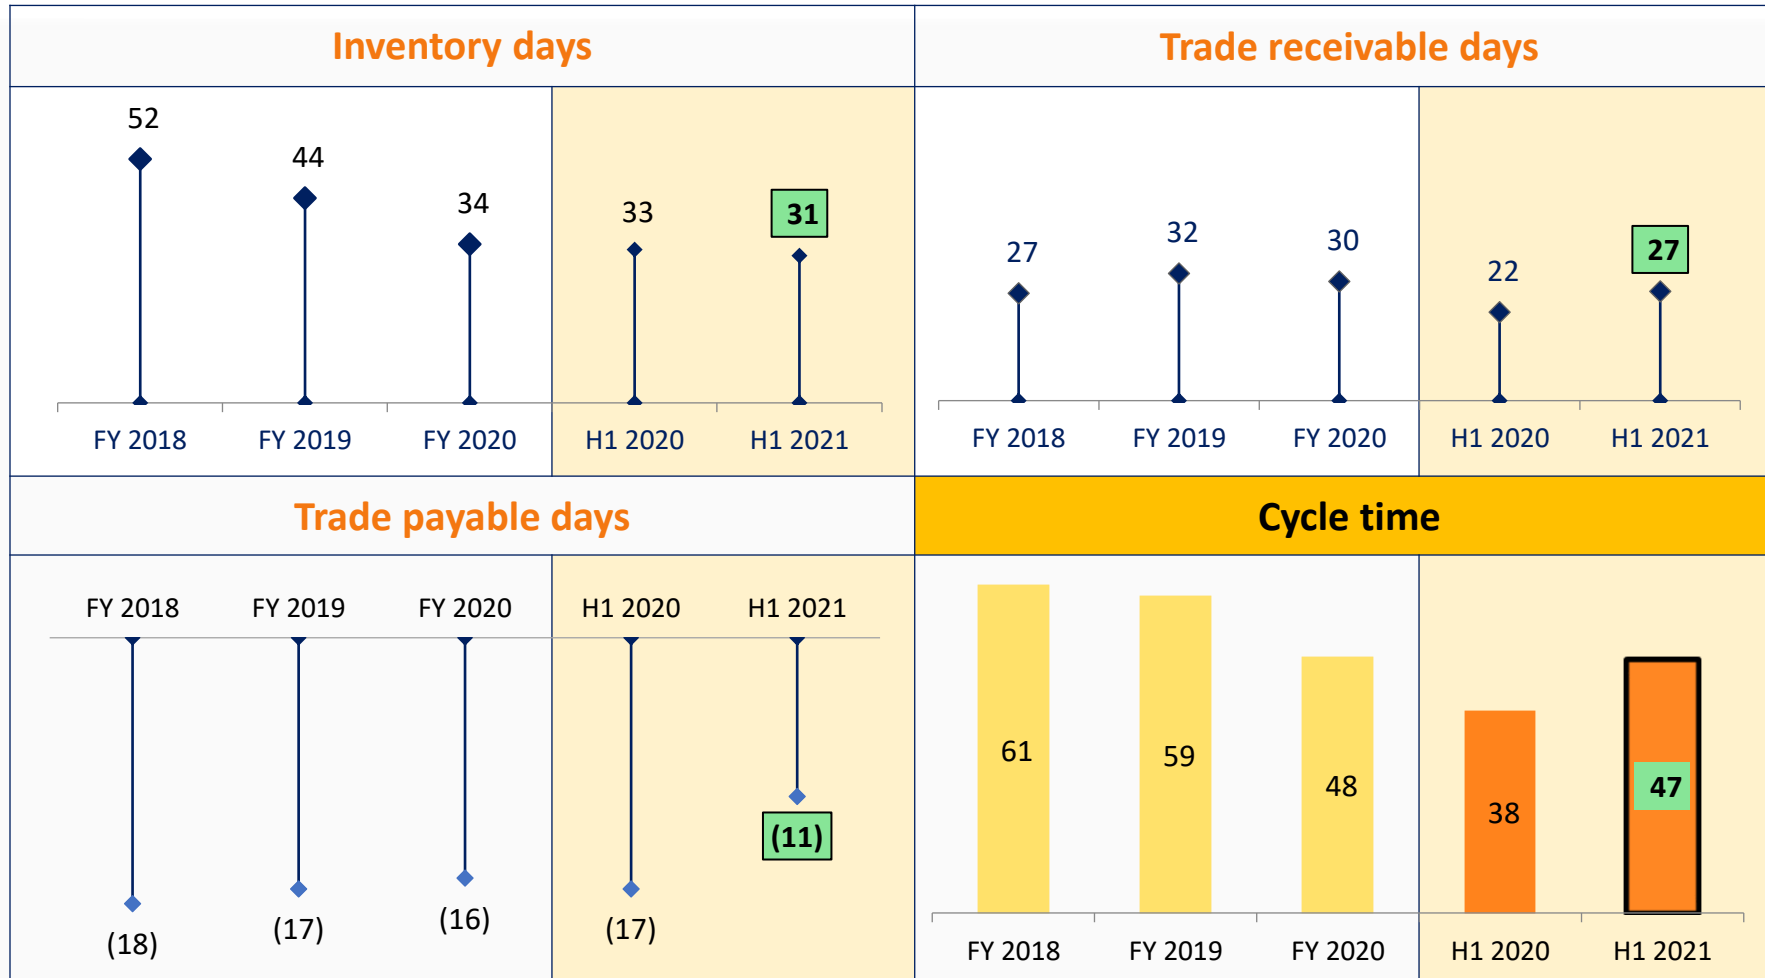 Inventory days
52
44
34
33
31
FY 2018 FY 2019 FY 2020 H1 2020 H1 2021
Trade receivable days
27
32
30
22
27
FY 2018 FY 2019 FY 2020 H1 2020 H1 2021
Trade payable days
FY 2018 FY 2019 FY 2020 H1 2020 H1 2021
(18)
(17)
(16)
(17)
(11)
Cycle time
61
59
48
38
47
FY 2018 FY 2019 FY 2020 H1 2020 H1 2021